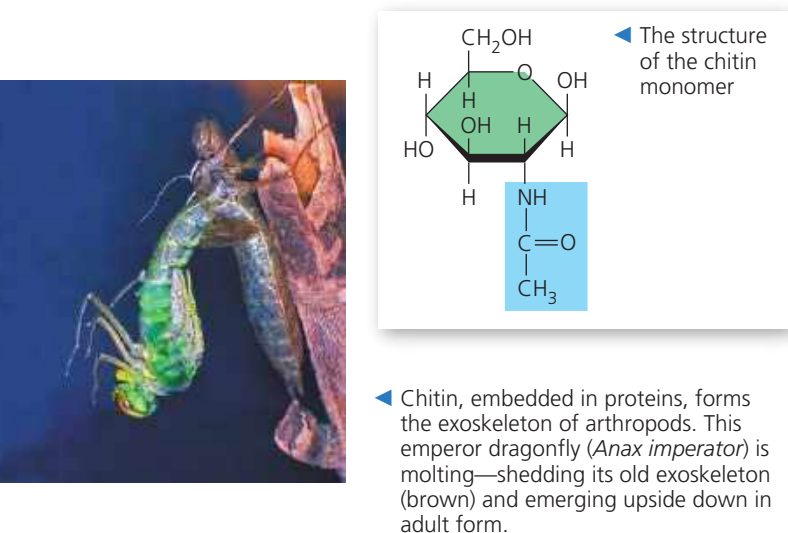 CH₂OH
O
H
OH
H
OH
H
HO
H
H
NH
C=O
CH₃
◀ The structure
of the chitin
monomer
◀ Chitin, embedded in proteins, forms
the exoskeleton of arthropods. This
emperor dragonfly (Anax imperator) is
molting—shedding its old exoskeleton
(brown) and emerging upside down in
adult form.